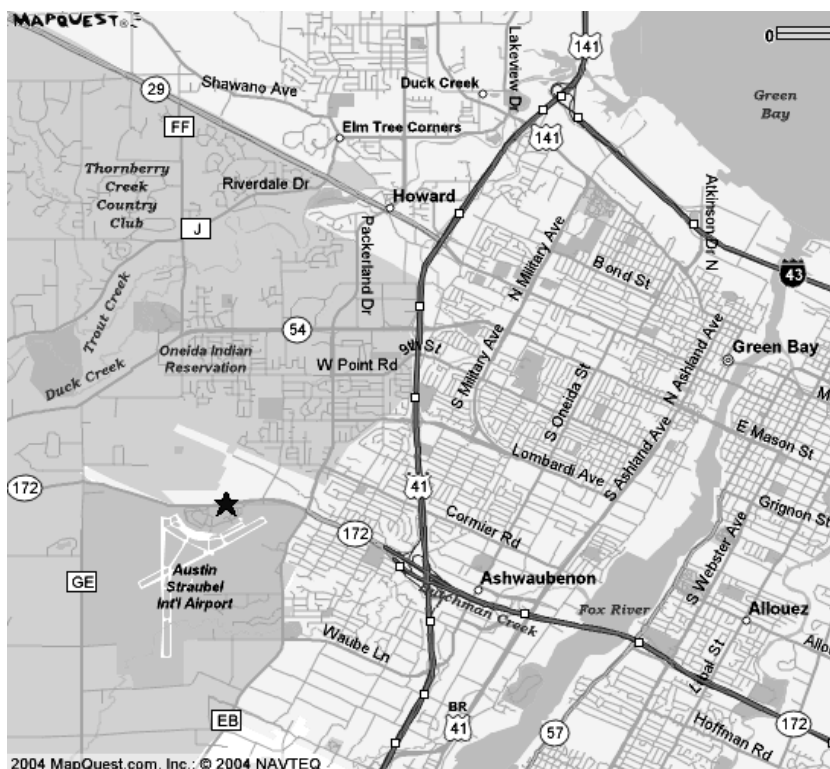 MAPQUEST
141
0
Lakeview Dr
Shawano Ave
Duck Creek
29
Green
Bay
FF
Elm Tree Corners
141
Thornberry
Creek
Country
Club
Riverdale Dr
Atkinson Dr N
Howard
J
Packerland Dr
N Military Ave
Bond St
43
Trout Creek
54
9th St
Oneida Indian
Reservation
W Point Rd
S Military Ave
N Ashland Ave
Green Bay
Duck Creek
S Oneida St
M
E Mason St
Lombardi Ave
S Ashland Ave
172
41
Grignon St
Cormier Rd
172
S Webster Ave
GE
Austin
Straubel
Int'l Airport
Ashwaubenon
Dutchman Creek
Fox River
Allouez
Waube Ln
Libal St
Allou
EB
BR
41
57
172
Hoffman Rd
2004 MapQuest.com, Inc.; © 2004 NAVTEQ